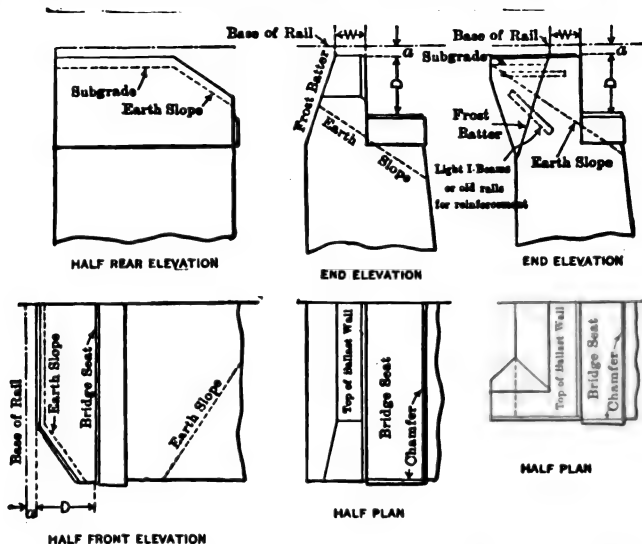 Subgrade
Earth Slope
HALF REAR ELEVATION
Base of Rail
W
a
D
Frost Batter
Earth
Slope
END ELEVATION
Base of Rail
W
a
Subgrade
D
Frost
Batter
Earth Slope
Light I-Beams
or old rails
for reinforcement
END ELEVATION
Base of Rail
Earth Slope
Bridge Seat
Earth Slope
a
D
HALF FRONT ELEVATION
Top of Ballast Wall
Bridge Seat
Chamfer
HALF PLAN
Top of Ballast Wall
Bridge Seat
Chamfer
HALF PLAN